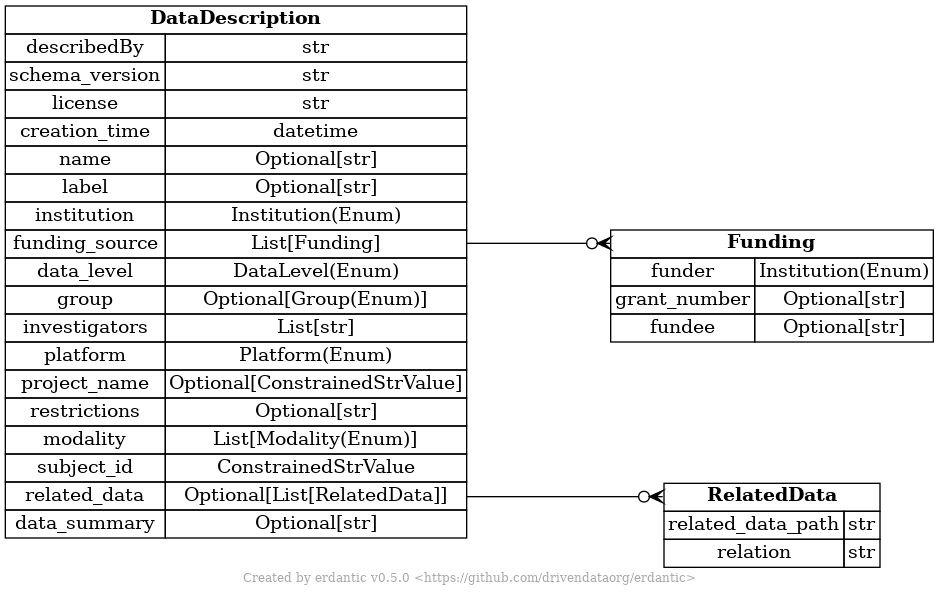 DataDescription
describedBy str
schema_version str
license str
creation_time datetime
name Optional[str]
label Optional[str]
institution Institution(Enum)
funding_source List[Funding]
data_level DataLevel(Enum)
group Optional[Group(Enum)]
investigators List[str]
platform Platform(Enum)
project_name Optional[ConstrainedStrValue]
restrictions Optional[str]
modality List[Modality(Enum)]
subject_id ConstrainedStrValue
related_data Optional[List[RelatedData]]
data_summary Optional[str]
Funding
funder Institution(Enum)
grant_number Optional[str]
fundee Optional[str]
RelatedData
related_data_path str
relation str
Created by erdantic v0.5.0 <https://github.com/drivendataorg/erdantic>